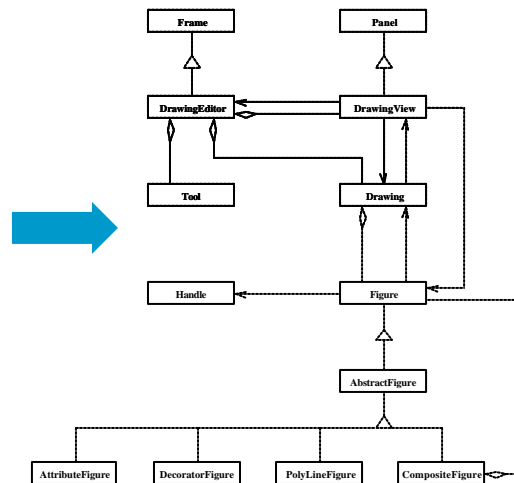 Frame
Panel
DrawingEditor
DrawingView
Tool
Drawing
Handle
Figure
AbstractFigure
AttributeFigure
DecoratorFigure
PolyLineFigure
CompositeFigure